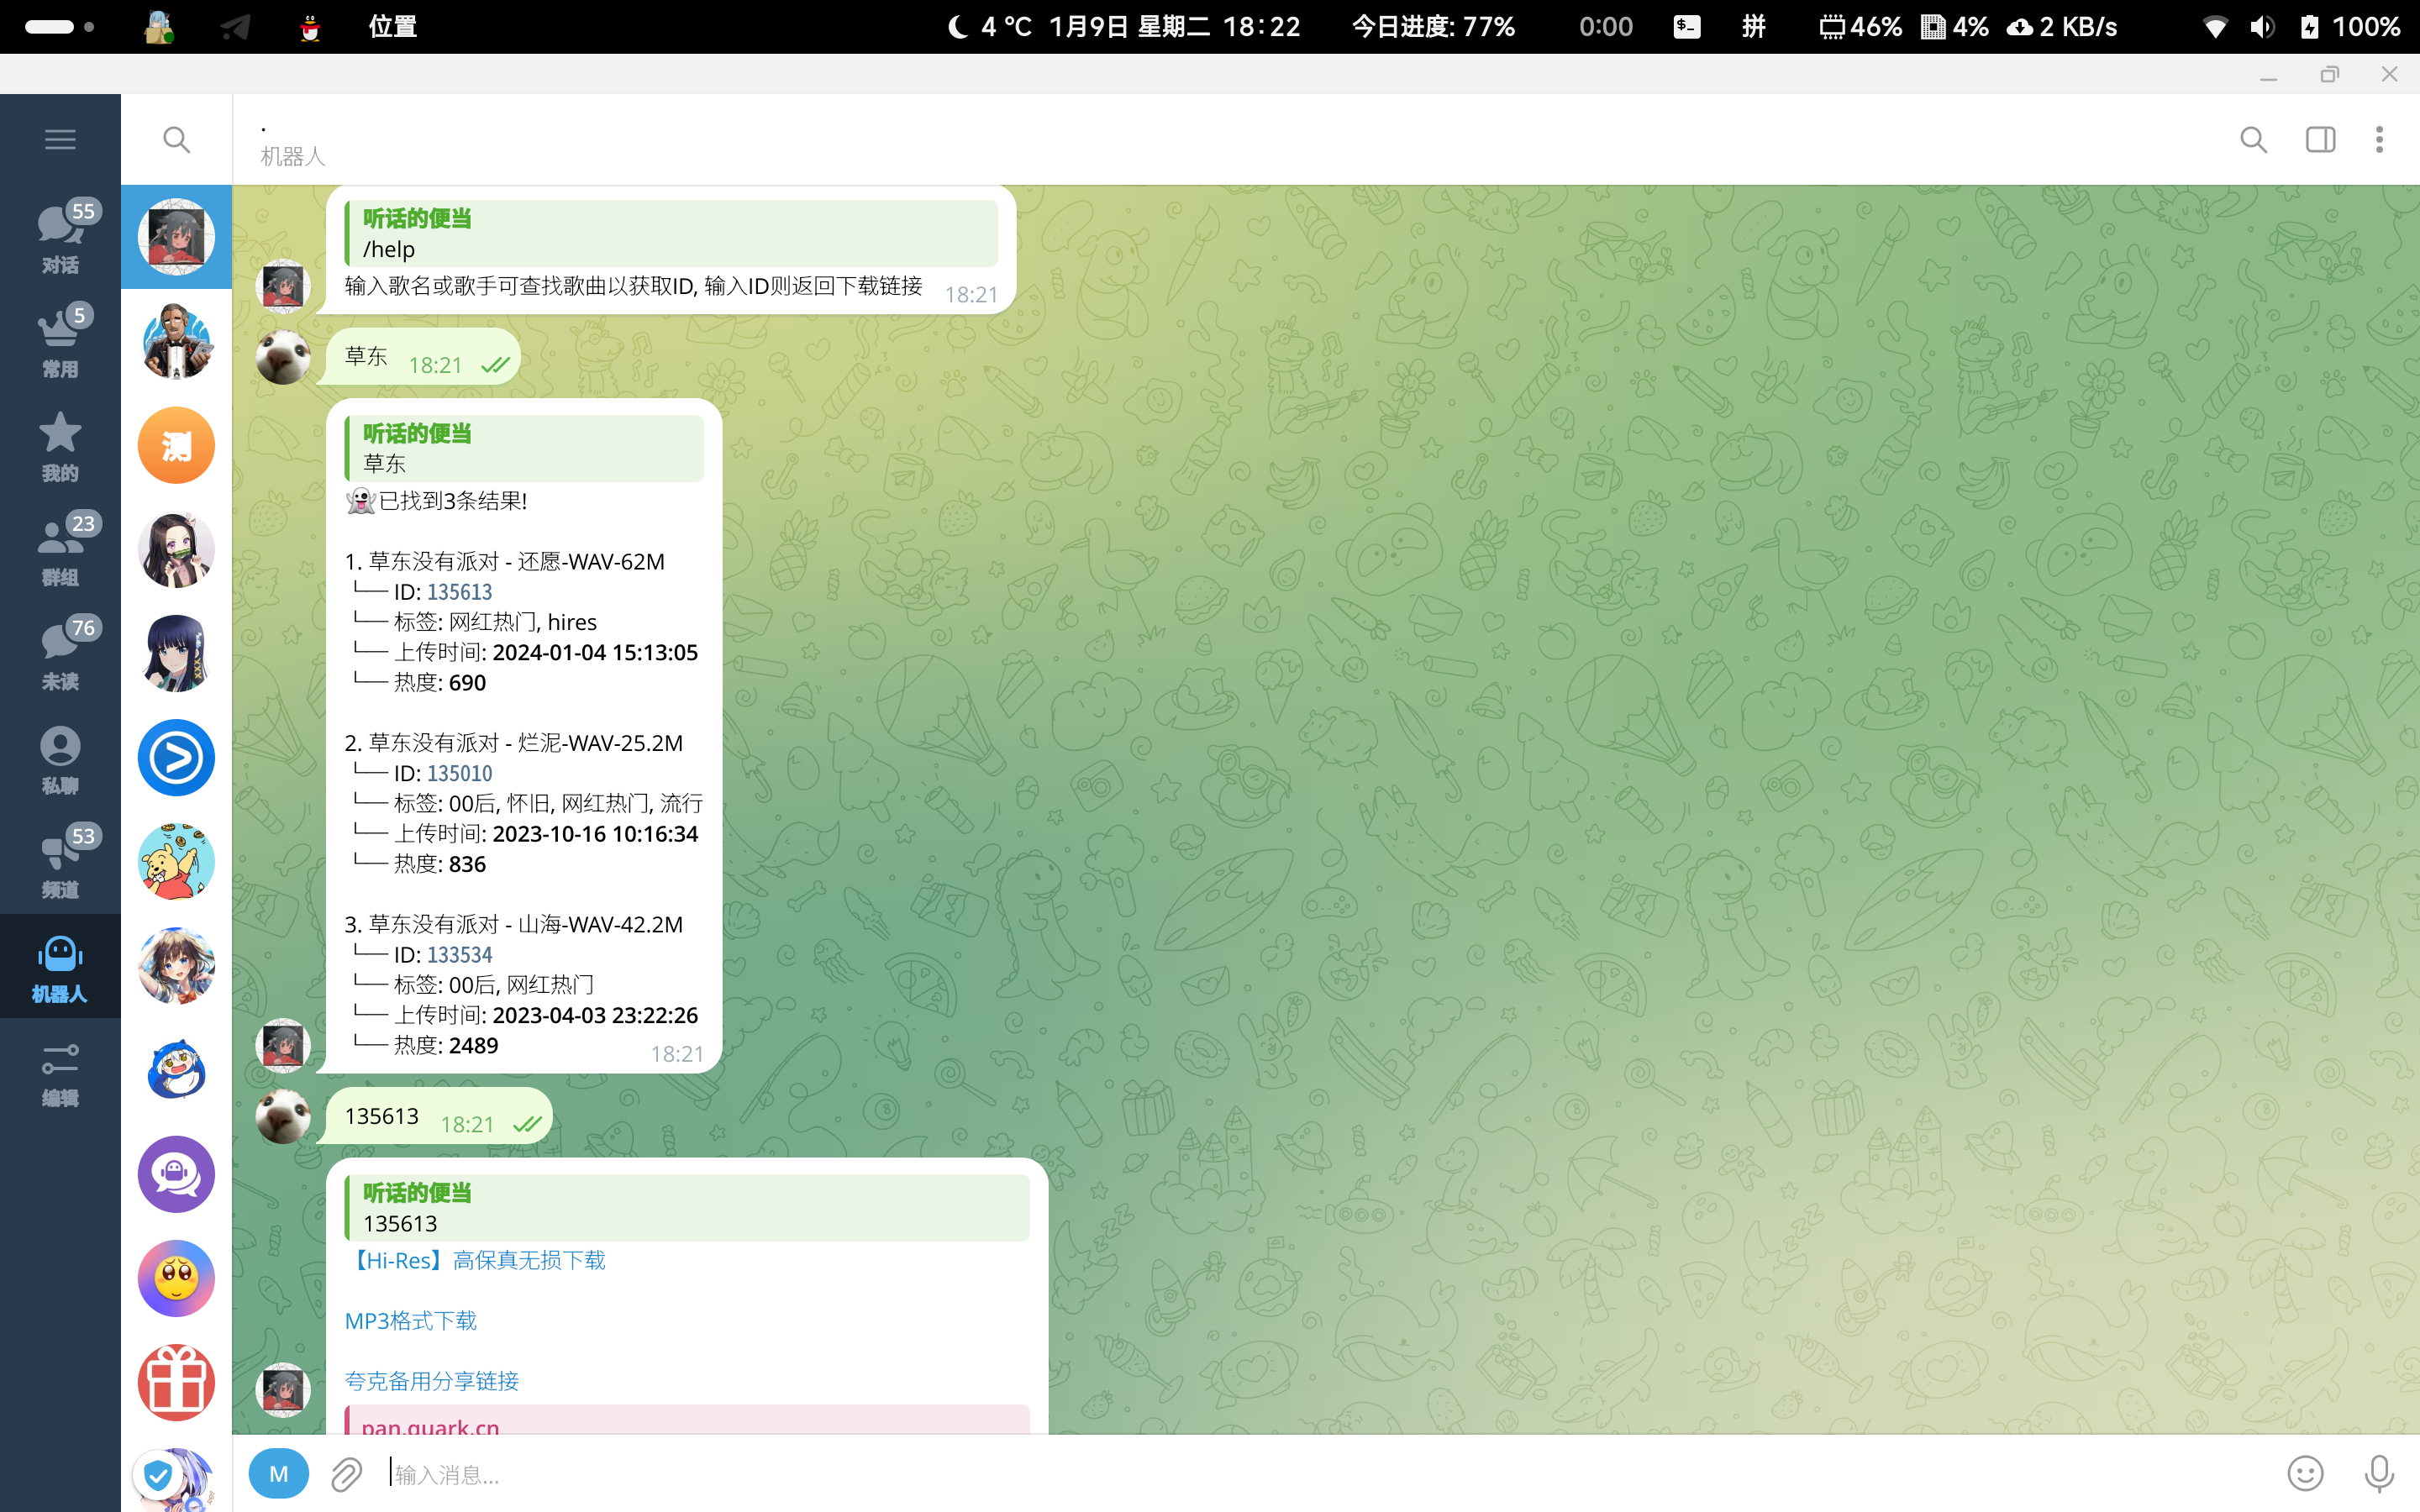 位置
4 °C 1月9日 星期二 18:22
今日进度: 77%
0:00
拼
46%
4%
2 KB/s
100%
.
机器人
55
对话
5
常用
我的
23
群组
76
未读
私聊
53
频道
机器人
编辑
测
听话的便当
/help
输入歌名或歌手可查找歌曲以获取ID, 输入ID则返回下载链接 18:21
草东 18:21
听话的便当
草东
👻已找到3条结果!
1. 草东没有派对 - 还愿-WAV-62M
└── ID: 135613
└── 标签: 网红热门, hires
└── 上传时间: 2024-01-04 15:13:05
└── 热度: 690
2. 草东没有派对 - 烂泥-WAV-25.2M
└── ID: 135010
└── 标签: 00后, 怀旧, 网红热门, 流行
└── 上传时间: 2023-10-16 10:16:34
└── 热度: 836
3. 草东没有派对 - 山海-WAV-42.2M
└── ID: 133534
└── 标签: 00后, 网红热门
└── 上传时间: 2023-04-03 23:22:26
└── 热度: 2489 18:21
135613 18:21
听话的便当
135613
【Hi-Res】高保真无损下载
MP3格式下载
夸克备用分享链接
pan.quark.cn
M
输入消息...